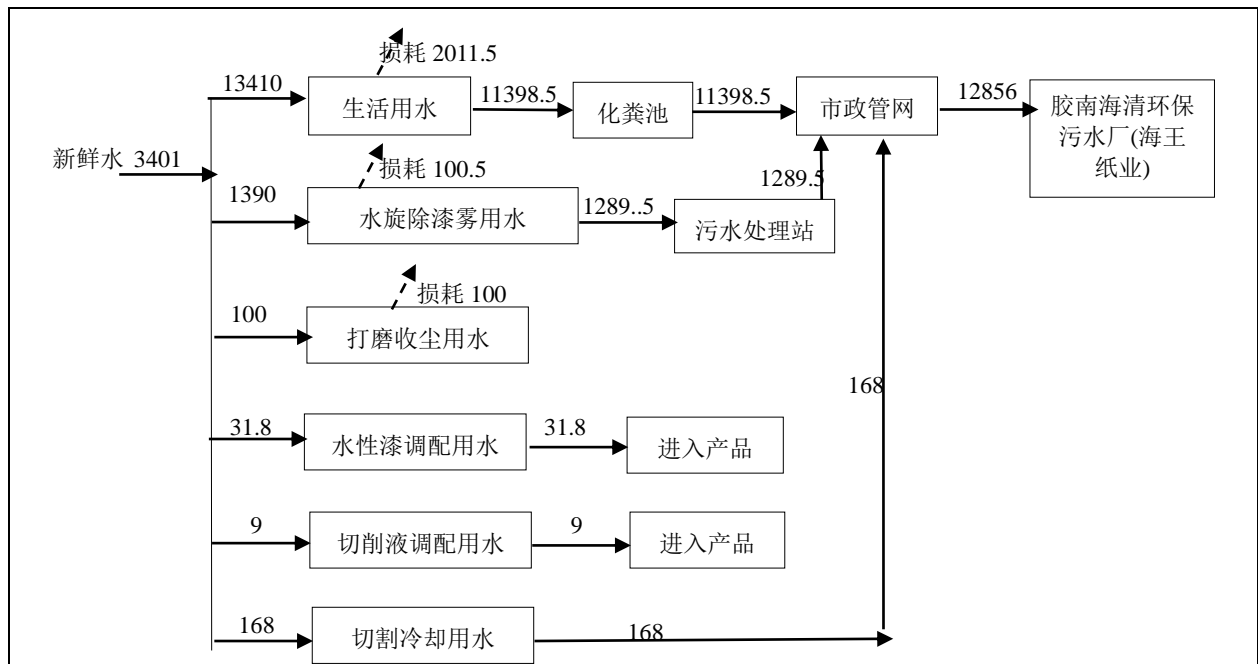 损耗 2011.5
13410
生活用水
11398.5
化粪池
11398.5
市政管网
12856
胶南海清环保
污水厂(海王
纸业)
新鲜水 3401
损耗 100.5
1390
水旋除漆雾用水
1289..5
污水处理站
1289.5
损耗 100
100
打磨收尘用水
168
31.8
水性漆调配用水
31.8
进入产品
9
切削液调配用水
9
进入产品
168
切割冷却用水
168